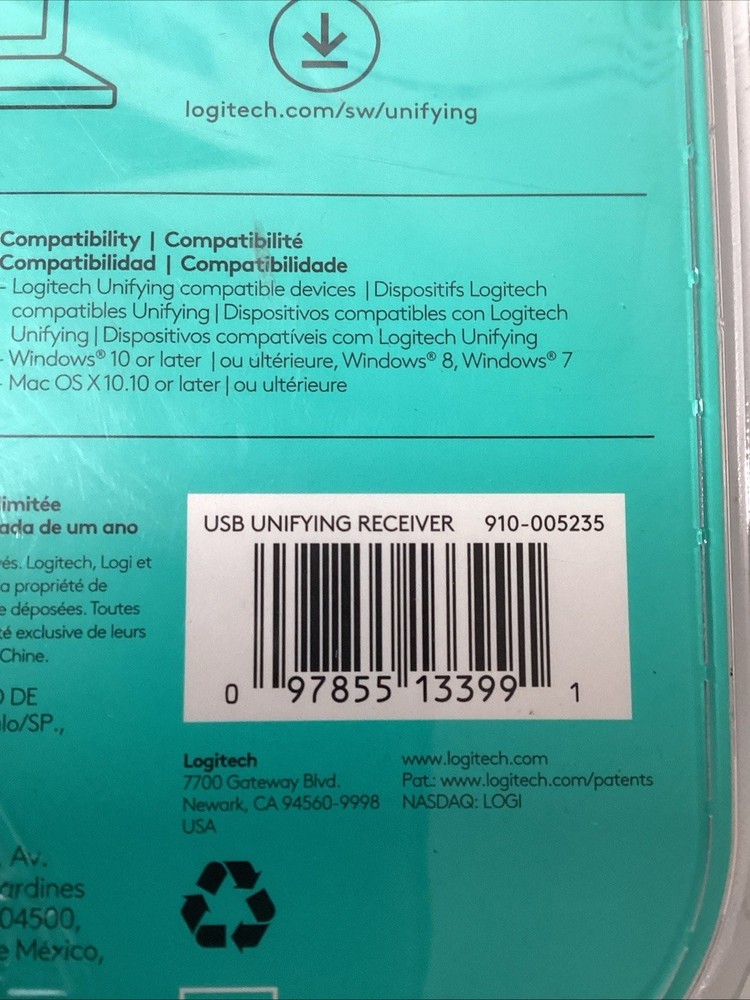 logitech.com/sw/unifying
Compatibility | Compatibilité
Compatibilidad | Compatibilidade
- Logitech Unifying compatible devices | Dispositifs Logitech
compatibles Unifying | Dispositivos compatibles con Logitech
Unifying | Dispositivos compatíveis com Logitech Unifying
- Windows® 10 or later | ou ultérieure, Windows® 8, Windows® 7
- Mac OS X 10.10 or later | ou ultérieure
limitée
ada de um ano
és. Logitech, Logi et
a propriété de
e déposées. Toutes
té exclusive de leurs
Chine.
O DE
lo/SP.,
USB UNIFYING RECEIVER 910-005235
0 97855 13399 1
Logitech
7700 Gateway Blvd.
Newark, CA 94560-9998
USA
www.logitech.com
Pat.: www.logitech.com/patents
NASDAQ: LOGI
, Av.
ardines
04500,
e México,